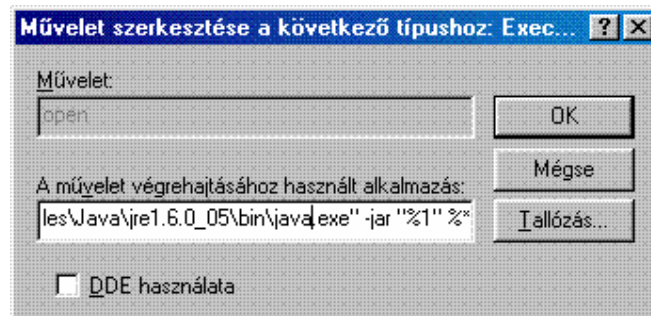 Művelet szerkesztése a következő típushoz: Exec...
Művelet:
open
OK
Mégse
A művelet végrehajtásához használt alkalmazás:
les\Java\jre1.6.0_05\bin\java.exe" -jar "%1" %*
Tallózás...
DDE használata